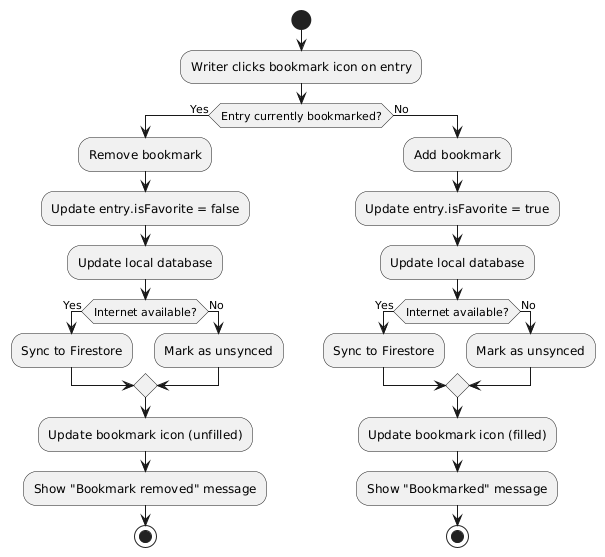 Writer clicks bookmark icon on entry
Entry currently bookmarked?
Yes
No
Remove bookmark
Update entry.isFavorite = false
Update local database
Internet available?
Yes
No
Sync to Firestore
Mark as unsynced
Update bookmark icon (unfilled)
Show "Bookmark removed" message
Add bookmark
Update entry.isFavorite = true
Update local database
Internet available?
Yes
No
Sync to Firestore
Mark as unsynced
Update bookmark icon (filled)
Show "Bookmarked" message